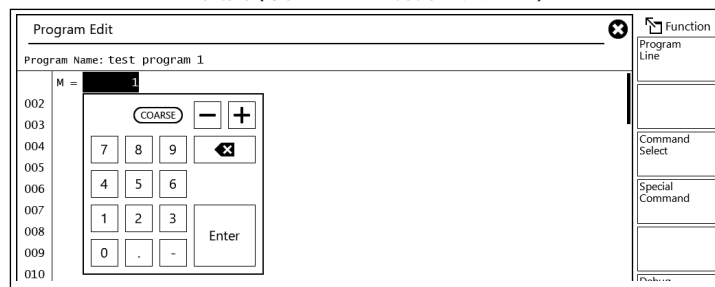 Program Edit
Function
Program Name: test program 1
Program
Line
M = 1
002
COARSE
003
004
7 8 9
Command
Select
005
4 5 6
006
Special
Command
007
1 2 3
008
Enter
009
0 . -
010